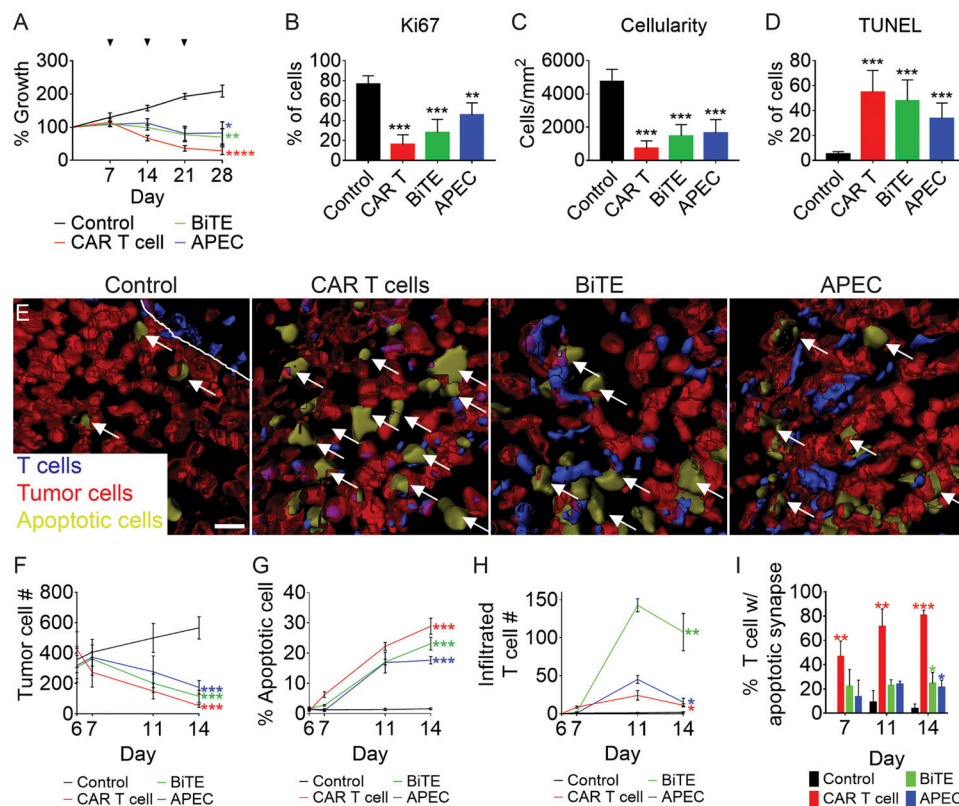 A
% Growth
300
200
100
0
7 14 21 28
Day
*
**
****
Control
BiTE
CAR T cell
APEC
B
Ki67
% of cells
100
80
60
40
20
0
***
***
**
Control
CAR T
BiTE
APEC
C
Cellularity
Cells/mm2
6000
4000
2000
0
***
***
***
Control
CAR T
BiTE
APEC
D
TUNEL
% of cells
80
60
40
20
0
***
***
***
Control
CAR T
BiTE
APEC
Control
CAR T cells
BiTE
APEC
E
T cells
Tumor cells
Apoptotic cells
F
Tumor cell #
800
600
400
200
0
6 7 11 14
Day
***
***
***
Control
BiTE
CAR T cell
APEC
G
% Apoptotic cell
40
30
20
10
0
6 7 11 14
Day
***
***
***
Control
BiTE
CAR T cell
APEC
H
Infiltrated
T cell #
150
100
50
0
6 7 11 14
Day
**
*
*
Control
BiTE
CAR T cell
APEC
I
% T cell w/
apoptotic synapse
100
80
60
40
20
0
**
**
***
*
*
7 11 14
Day
Control
BiTE
CAR T cell
APEC